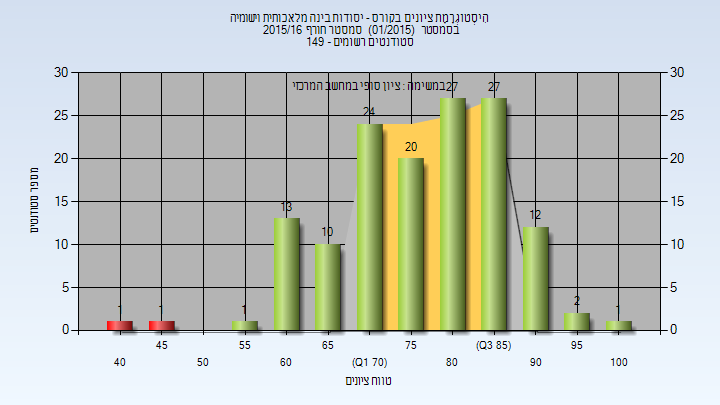 הִיסטוגרָמַת ציונים בקורס - יסודות בינה מלאכותית וישומיה
בסמסטר (01/2015) סמסטר חורף 2015/16
סטודנטים רשומים - 149
במשימה : ציון סופי במחשב המרכזי
30 30
25 25
20 20
15 15
10 10
5 5
0 0
מספר סטודנטים
1 1 1 13 10 24 20 27 27 12 2 1
45 55 65 75 (Q3 85) 95
40 50 60 (Q1 70) 80 90 100
טווח ציונים